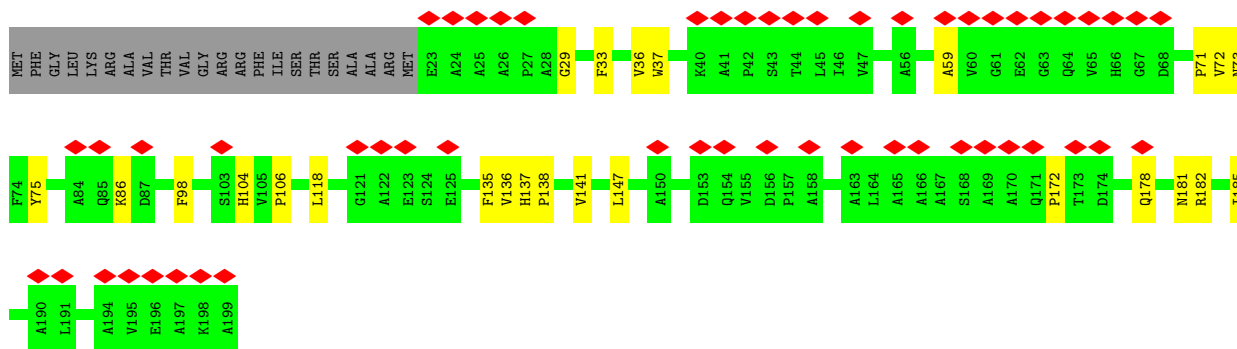 MET PHE GLY LEU LYS ARG ALA VAL THR VAL GLY ARG ARG PHE ILE SER THR SER ALA ALA ARG MET E23 A24 A25 A26 P27 A28 G29 F33 V36 W37 K40 A41 P42 S43 T44 L45 I46 V47 A56 A59 V60 G61 E62 G63 Q64 V65 H66 G67 D68 P71 V72 N73
F74 Y75 A84 Q85 K86 D87 F98 S103 H104 V105 P106 L118 G121 A122 E123 S124 E125 F135 V136 H137 P138 V141 L147 A150 D153 Q154 V155 D156 P157 A158 A163 L164 A165 A166 A167 S168 A169 A170 Q171 P172 T173 D174 Q178 N181 R182 I185
A190 L191 A194 V195 E196 A197 K198 A199